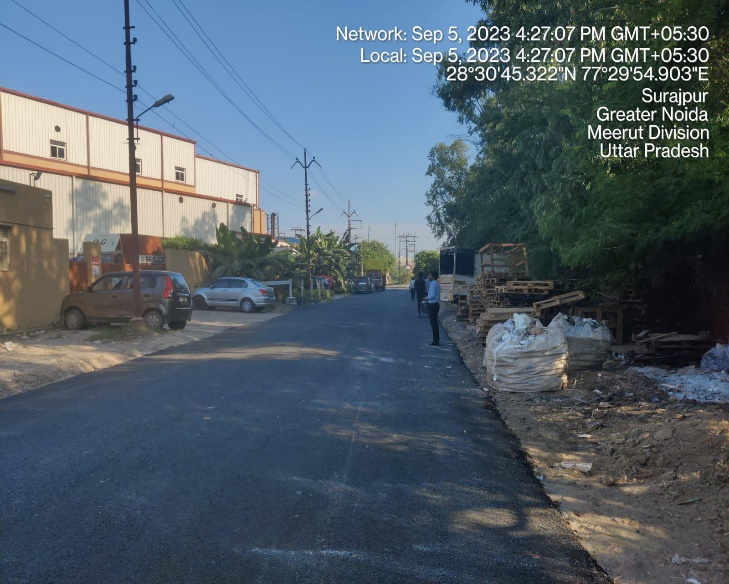 Network: Sep 5, 2023 4:27:07 PM GMT+05:30
Local: Sep 5, 2023 4:27:07 PM GMT+05:30
28°30'45.322"N 77°29'54.903"E
Surajpur
Greater Noida
Meerut Division
Uttar Pradesh